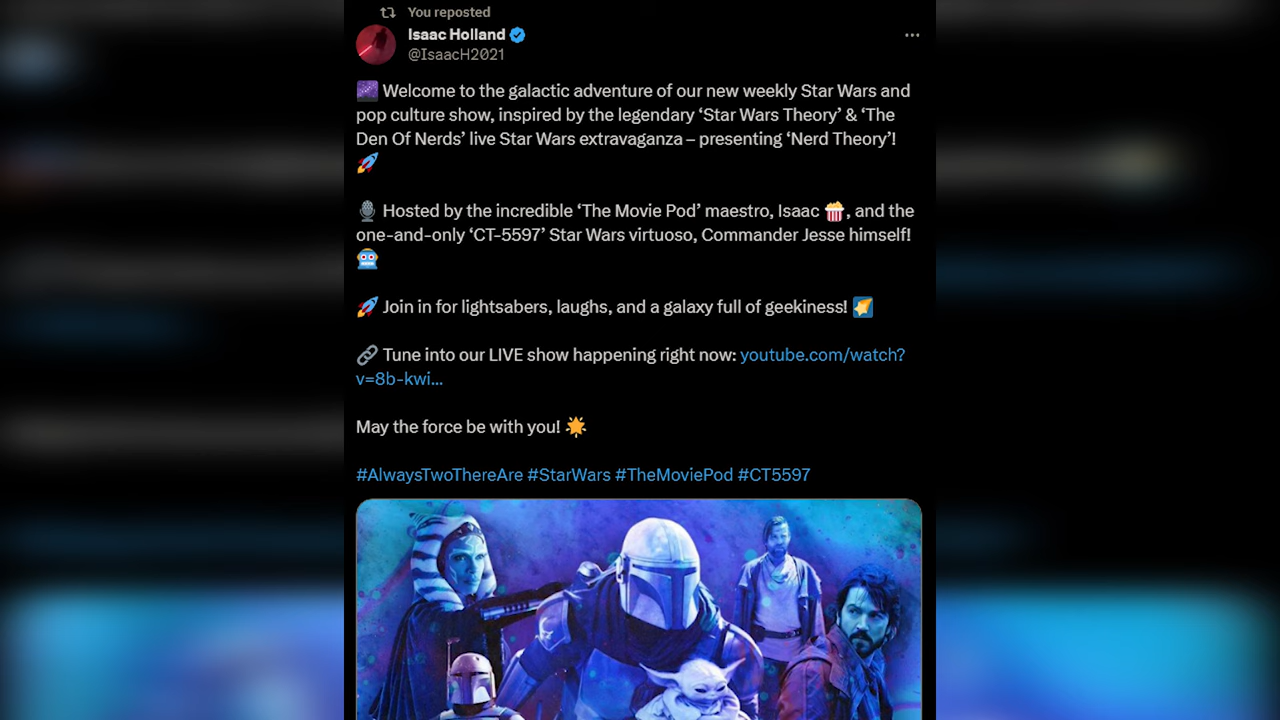 You reposted
Isaac Holland
@IsaacH2021
🌌 Welcome to the galactic adventure of our new weekly Star Wars and
pop culture show, inspired by the legendary ‘Star Wars Theory’ & ‘The
Den Of Nerds’ live Star Wars extravaganza – presenting ‘Nerd Theory’!
🚀
🎙️ Hosted by the incredible ‘The Movie Pod’ maestro, Isaac 🍿, and the
one-and-only ‘CT-5597’ Star Wars virtuoso, Commander Jesse himself!
🤖
🚀 Join in for lightsabers, laughs, and a galaxy full of geekiness! 🌠
🔗 Tune into our LIVE show happening right now: youtube.com/watch?
v=8b-kwi…
May the force be with you! 🌟
#AlwaysTwoThereAre #StarWars #TheMoviePod #CT5597